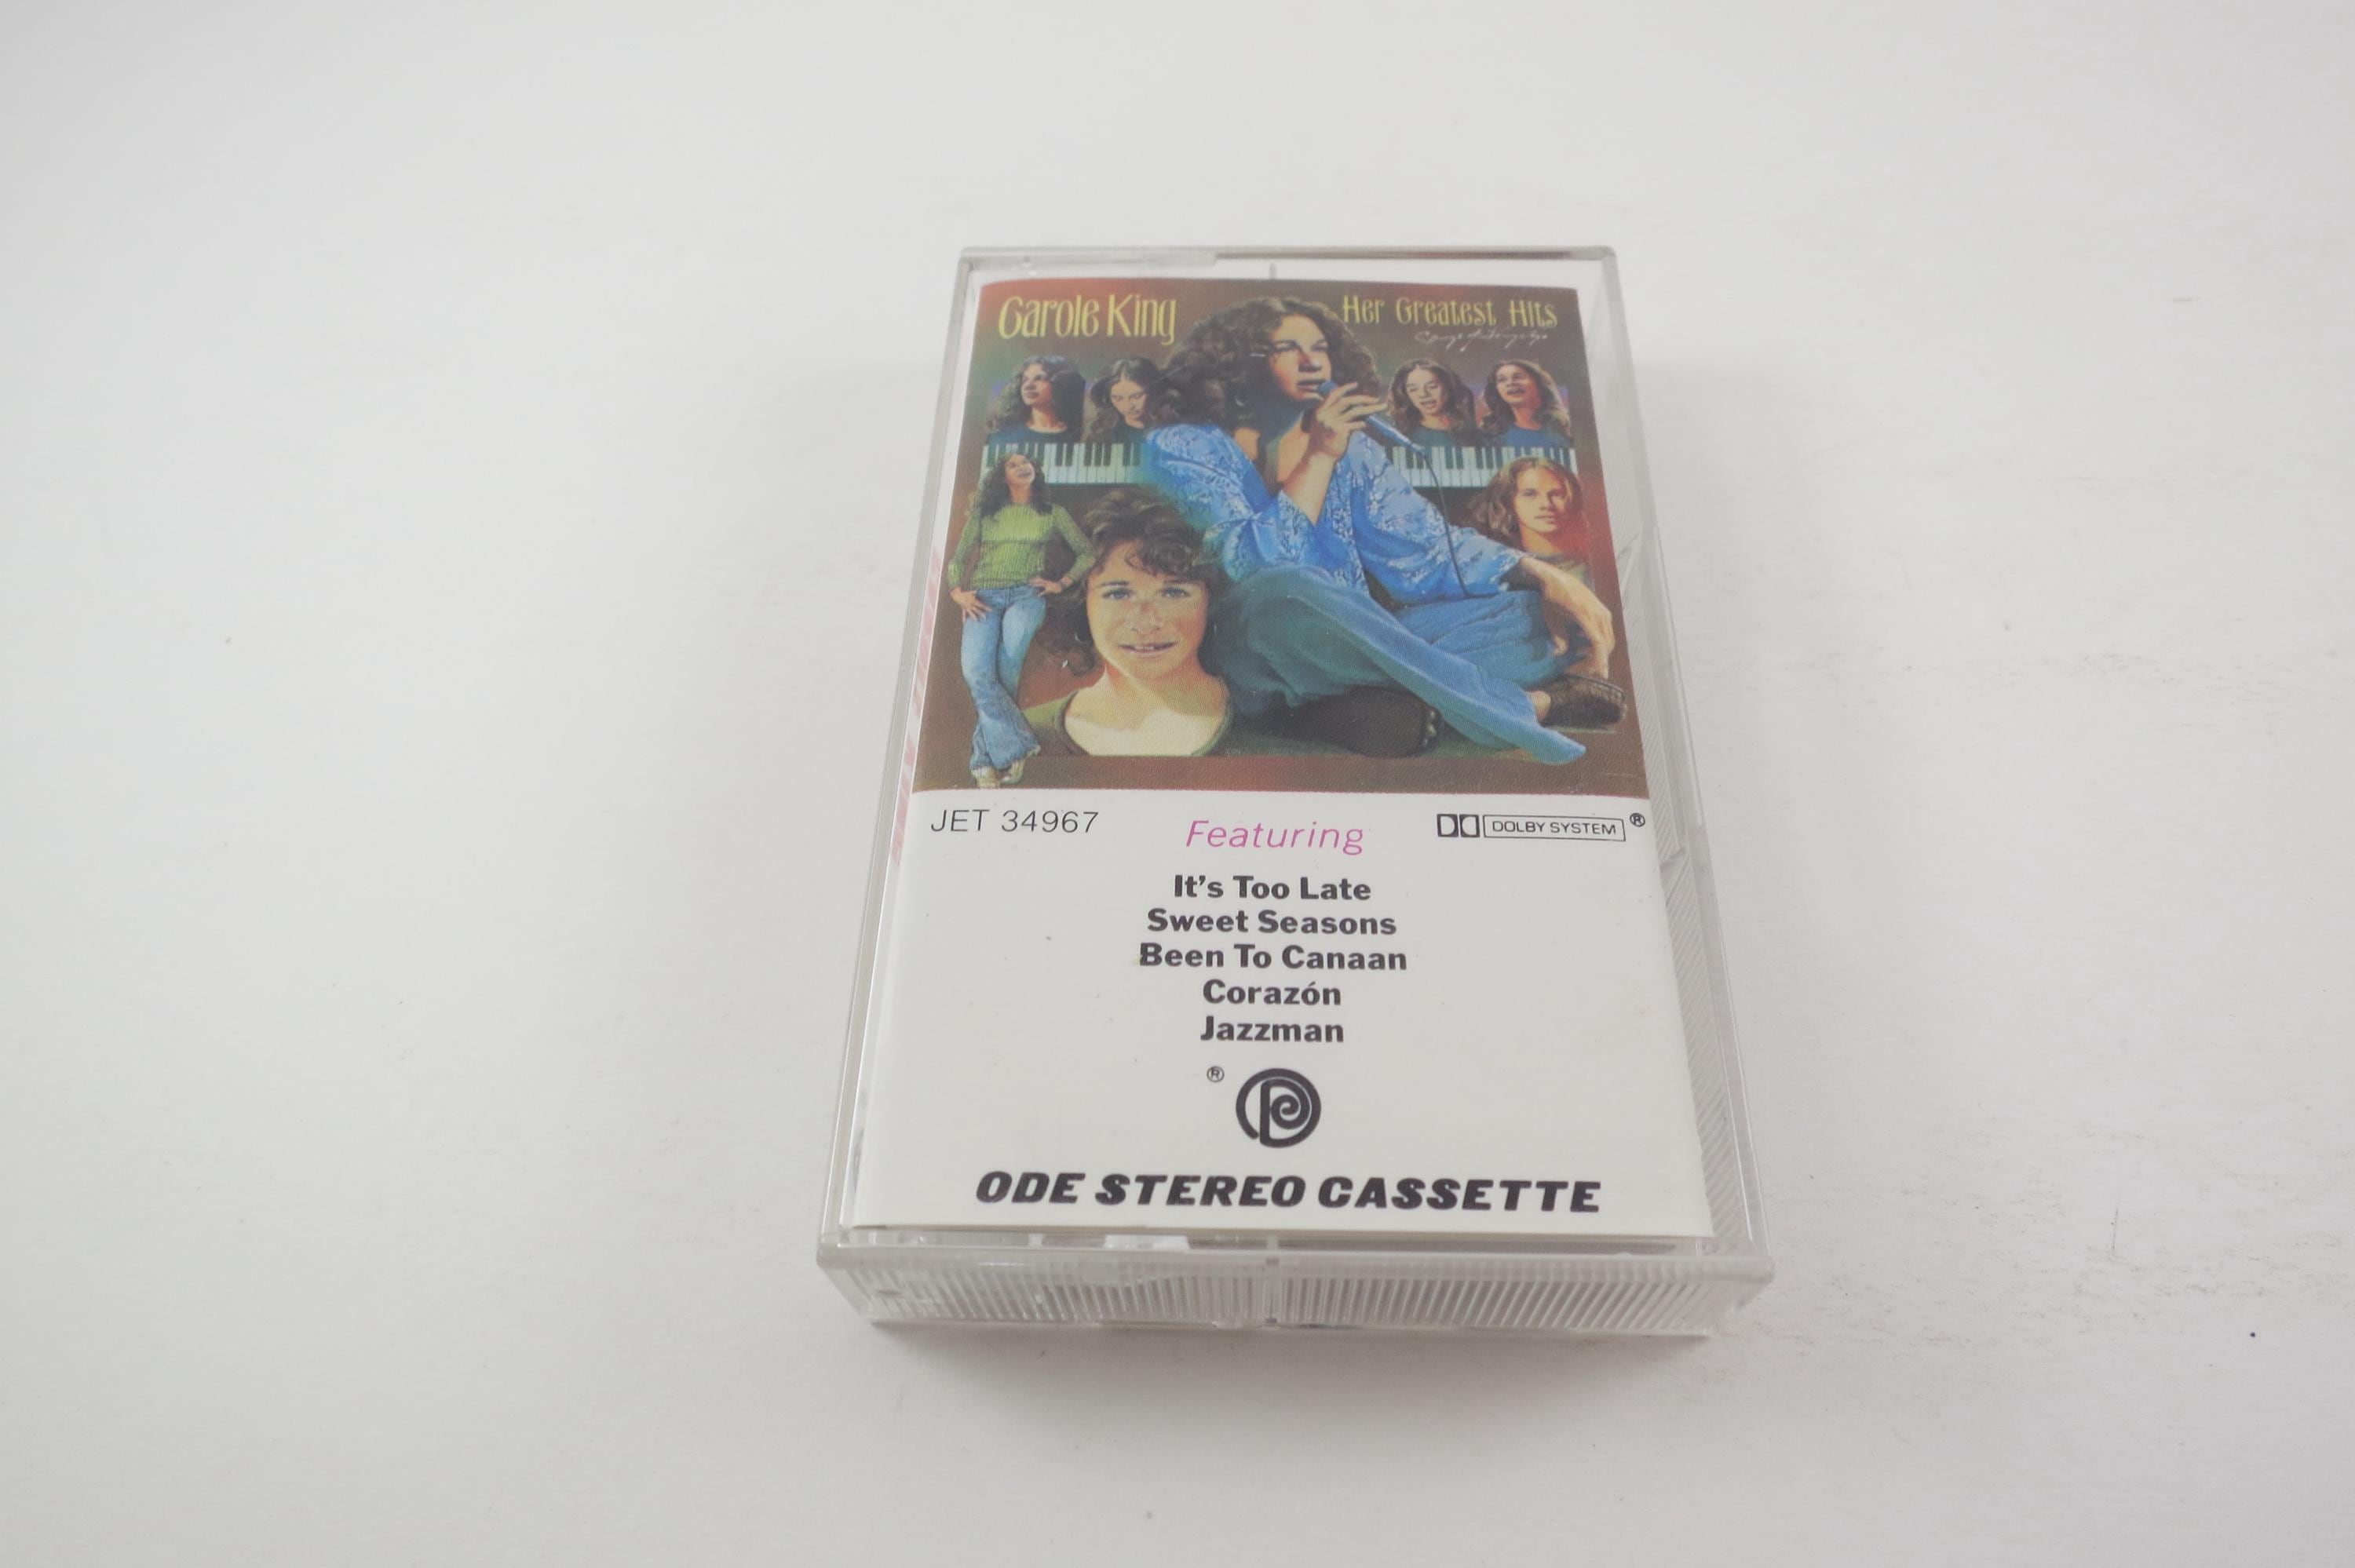 Carole King
Her Greatest Hits
JET 34967
Featuring
DOLBY SYSTEM ®
It's Too Late
Sweet Seasons
Been To Canaan
Corazón
Jazzman
®
ODE STEREO CASSETTE